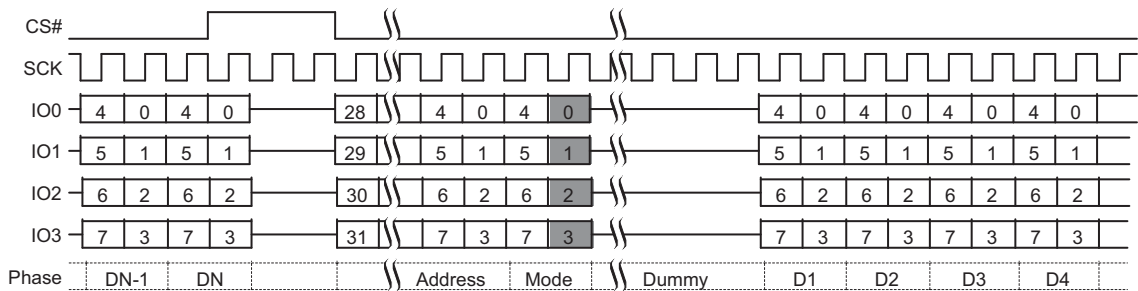 CS#
SCK
IO0 4 0 4 0 28 4 0 4 0 4 0 4 0 4 0 4 0
IO1 5 1 5 1 29 5 1 5 1 5 1 5 1 5 1 5 1
IO2 6 2 6 2 30 6 2 6 2 6 2 6 2 6 2 6 2
IO3 7 3 7 3 31 7 3 7 3 7 3 7 3 7 3 7 3
Phase DN-1 DN Address Mode Dummy D1 D2 D3 D4